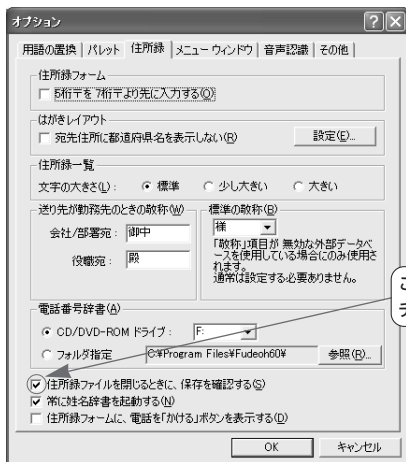 オプション
用語の置換 パレット 住所録 メニュー ウィンドウ 音声認識 その他
住所録フォーム
5桁〒を7桁〒より先に入力する(O)
はがきレイアウト
宛先住所に都道府県名を表示しない(R) 設定(E)...
住所録一覧
文字の大きさ(L): 標準 少し大きい 大きい
送り先が勤務先のときの敬称(W)
会社/部署宛: 御中
役職宛: 殿
標準の敬称(P)
様
「敬称」項目が 無効な外部データベ
ースを使用している場合にのみ使用さ
れます。
通常は設定する必要ありません。
電話番号辞書(A)
CD/DVD-ROM ドライブ: F:
フォルダ指定 C:¥Program Files¥Fudeoh60¥ 参照(R)...
住所録ファイルを閉じるときに、保存を確認する(S)
常に姓名辞書を起動する(N)
住所録フォームに、電話を「かける」ボタンを表示する(D)
OK キャンセル